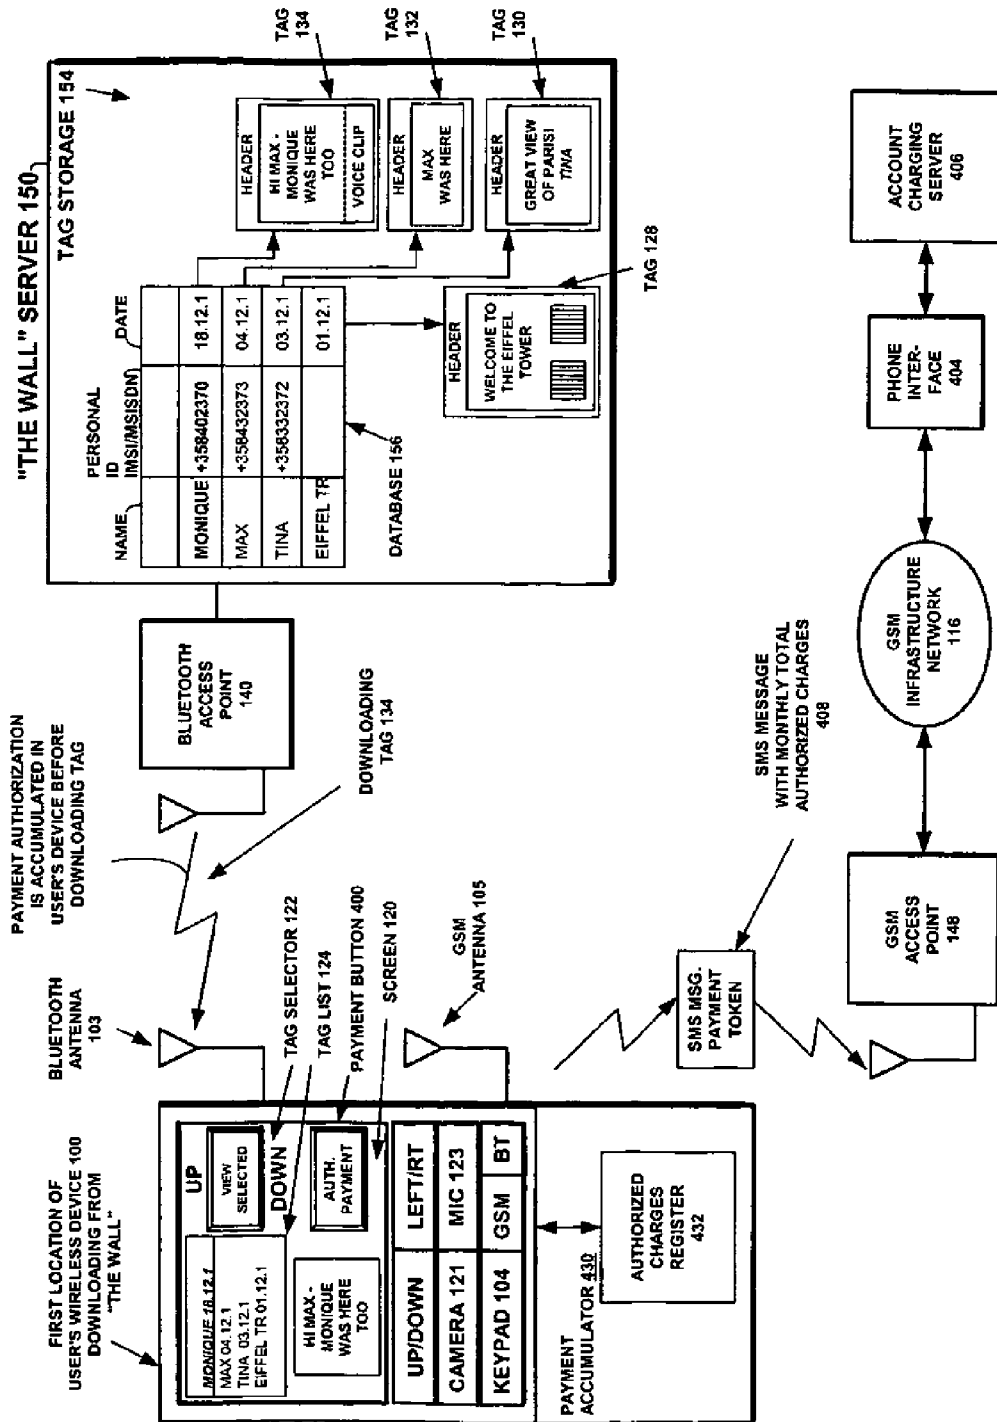 FIRST LOCATION OF
USER'S WIRELESS DEVICE 100
DOWNLOADING FROM
"THE WALL"
BLUETOOTH
ANTENNA
103
PAYMENT AUTHORIZATION
IS ACCUMULATED IN
USER'S DEVICE BEFORE
DOWNLOADING TAG
"THE WALL" SERVER 150
TAG STORAGE 154
MONIQUE 18.12.1
MAX 04.12.1
TINA 03.12.1
EIFFEL TR 01.12.1
UP
VIEW
SELECTED
DOWN
HI MAX -
MONIQUE
WAS HERE
TOO
AUTH.
PAYMENT
TAG SELECTOR 122
TAG LIST 124
PAYMENT BUTTON 400
SCREEN 120
UP/DOWN
LEFT/RT
CAMERA 121
MIC 123
KEYPAD 104
GSM
BT
GSM
ANTENNA 105
PAYMENT
ACCUMULATOR 430
AUTHORIZED
CHARGES
REGISTER
432
BLUETOOTH
ACCESS
POINT
140
DOWNLOADING
TAG 134
NAME
PERSONAL
ID
IMSI/MSISDN)
DATE
MONIQUE
+358402370
18.12.1
MAX
+358432373
04.12.1
TINA
+358332372
03.12.1
EIFFEL TR
01.12.1
DATABASE 156
HEADER
HI MAX -
MONIQUE
WAS HERE
TOO
VOICE CLIP
TAG
134
HEADER
MAX
WAS HERE
TAG
132
HEADER
GREAT VIEW
OF PARIS!
TINA
TAG
130
HEADER
WELCOME TO
THE EIFFEL
TOWER
TAG 128
SMS MSG.
PAYMENT
TOKEN
SMS MESSAGE
WITH MONTHLY TOTAL
AUTHORIZED CHARGES
408
GSM
ACCESS
POINT
148
GSM
INFRASTRUCTURE
NETWORK
116
PHONE
INTER-
FACE
404
ACCOUNT
CHARGING
SERVER
406